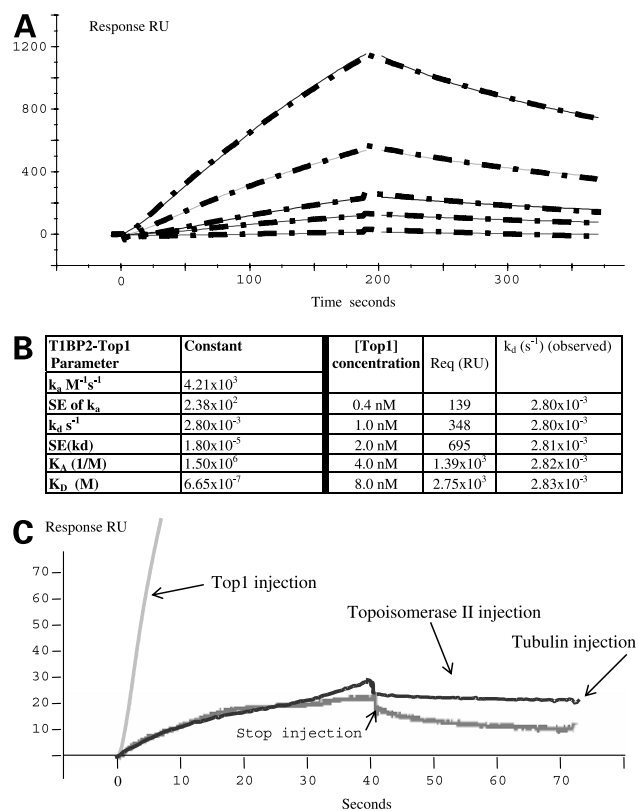 A
Response RU
1200
800
400
0
0 100 200 300
Time seconds
B
T1BP2-Top1 Parameter Constant [Top1] concentration Req (RU) kd (s-1) (observed)
ka M-1s-1 4.21x10³
SE of ka 2.38x10² 0.4 nM 139 2.80x10-3
kd s-1 2.80x10-3 1.0 nM 348 2.80x10-3
SE(kd) 1.80x10-5 2.0 nM 695 2.81x10-3
KA (1/M) 1.50x10⁶ 4.0 nM 1.39x10³ 2.82x10-3
KD (M) 6.65x10-7 8.0 nM 2.75x10³ 2.83x10-3
C
Response RU
70
60
50
40
30
20
10
Top1 injection
Topoisomerase II injection
Tubulin injection
Stop injection
0 10 20 30 40 50 60 70
Seconds